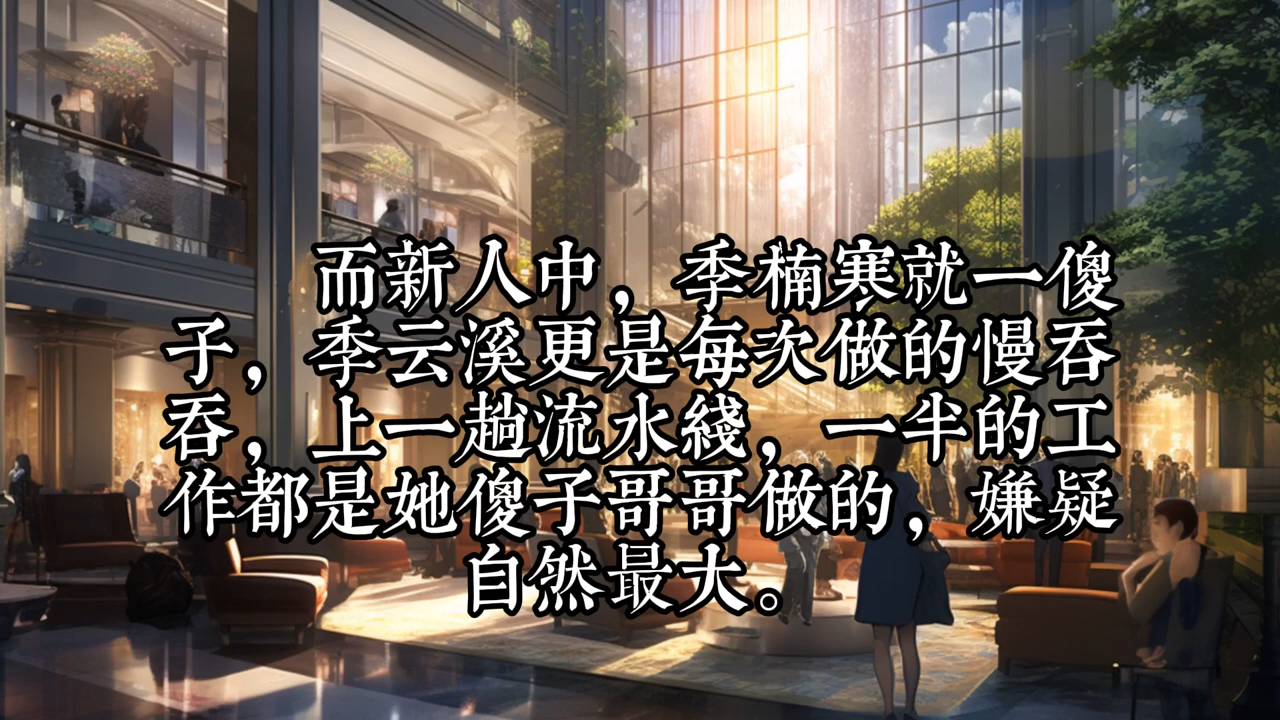 而新人中，季楠寒就一傻
子，季云溪更是每次做的慢吞
吞，上一趟流水綫，一半的工
作都是她傻子哥哥做的，嫌疑
自然最大。